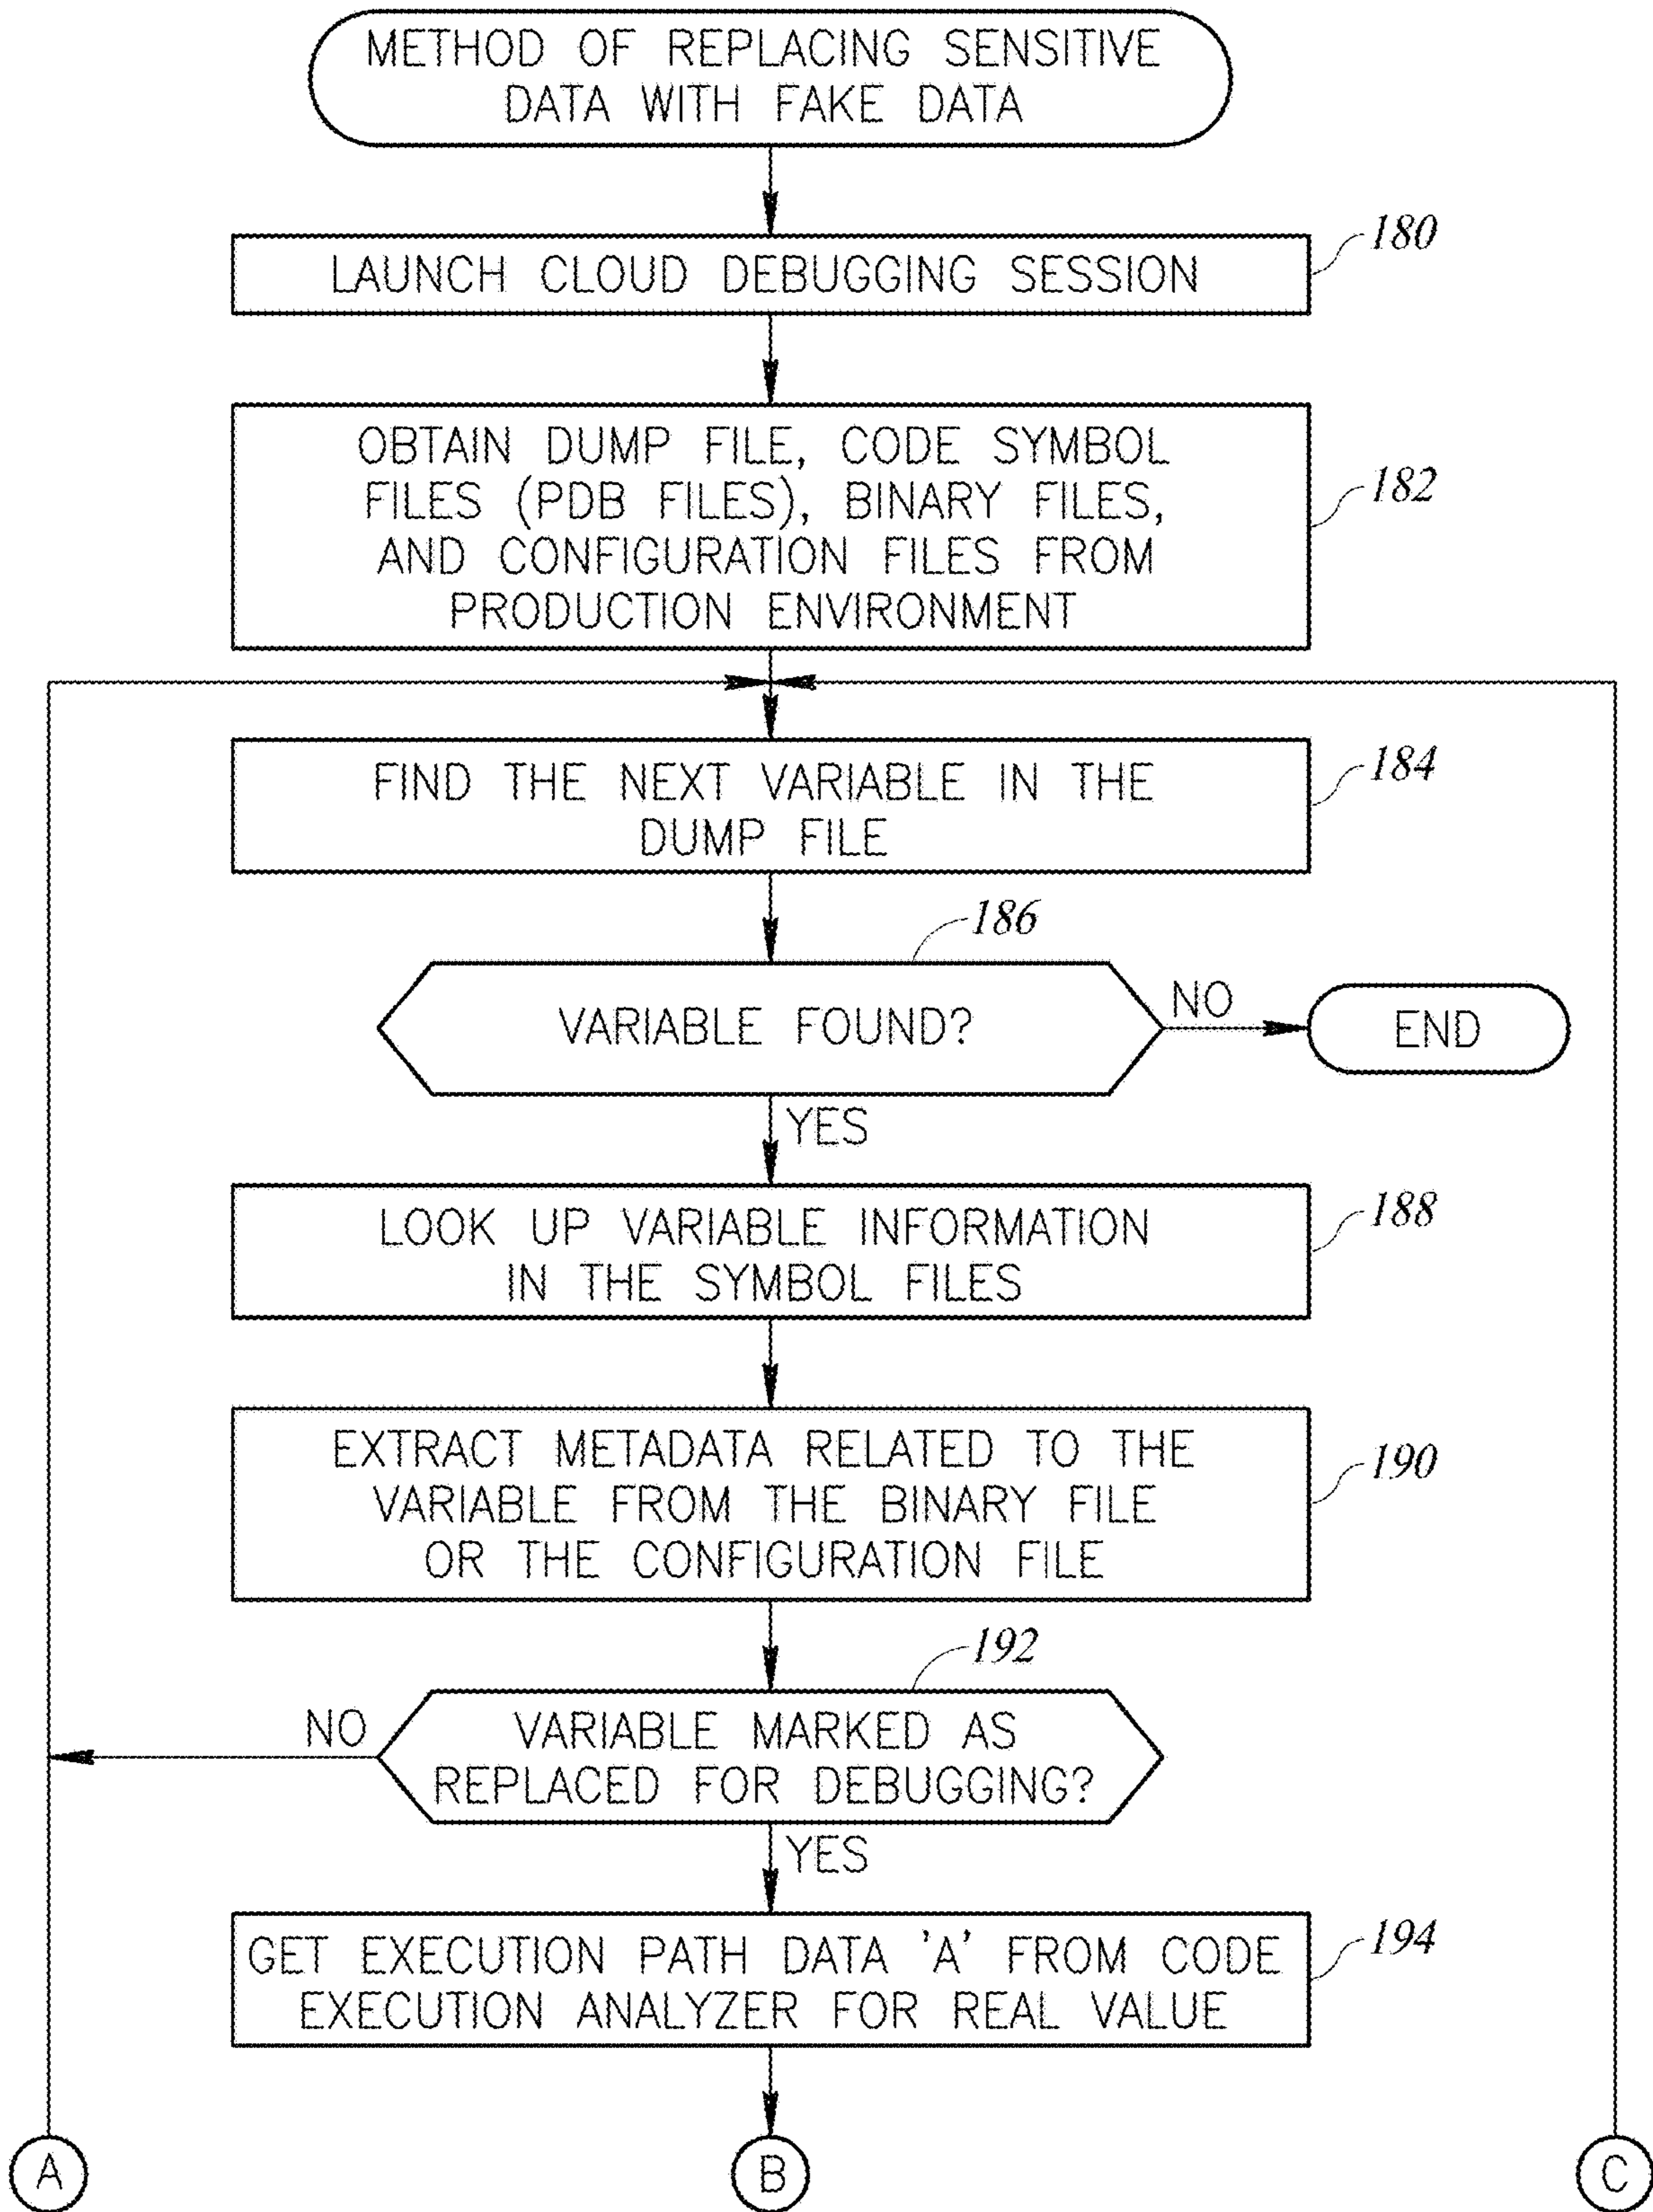 METHOD OF REPLACING SENSITIVE
DATA WITH FAKE DATA
180
LAUNCH CLOUD DEBUGGING SESSION
OBTAIN DUMP FILE, CODE SYMBOL
FILES (PDB FILES), BINARY FILES,
AND CONFIGURATION FILES FROM
PRODUCTION ENVIRONMENT
182
FIND THE NEXT VARIABLE IN THE
DUMP FILE
184
186
VARIABLE FOUND?
NO
END
YES
LOOK UP VARIABLE INFORMATION
IN THE SYMBOL FILES
188
EXTRACT METADATA RELATED TO THE
VARIABLE FROM THE BINARY FILE
OR THE CONFIGURATION FILE
190
192
NO
VARIABLE MARKED AS
REPLACED FOR DEBUGGING?
YES
GET EXECUTION PATH DATA 'A' FROM CODE
EXECUTION ANALYZER FOR REAL VALUE
194
A
B
C